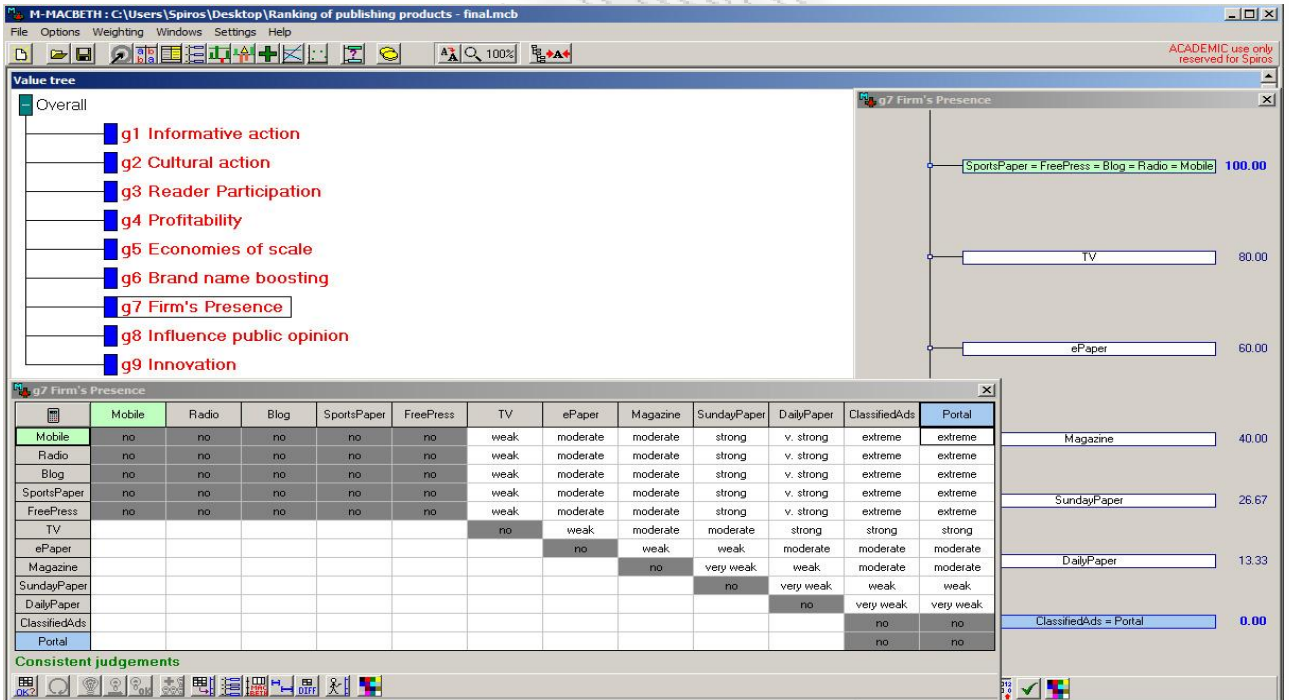 M-MACBETH : C:\Users\Spiros\Desktop\Ranking of publishing products - final.mcb
File Options Weighting Windows Settings Help
100%
ACADEMIC use only
reserved for Spiros
Value tree
Overall
g1 Informative action
g2 Cultural action
g3 Reader Participation
g4 Profitability
g5 Economies of scale
g6 Brand name boosting
g7 Firm's Presence
g8 Influence public opinion
g9 Innovation
g7 Firm's Presence
SportsPaper = FreePress = Blog = Radio = Mobile 100.00
TV 80.00
ePaper 60.00
Magazine 40.00
SundayPaper 26.67
DailyPaper 13.33
ClassifiedAds = Portal 0.00
g7 Firm's Presence
Mobile Radio Blog SportsPaper FreePress TV ePaper Magazine SundayPaper DailyPaper ClassifiedAds Portal
Mobile no no no no no weak moderate moderate strong v. strong extreme extreme
Radio no no no no no weak moderate moderate strong v. strong extreme extreme
Blog no no no no no weak moderate moderate strong v. strong extreme extreme
SportsPaper no no no no no weak moderate moderate strong v. strong extreme extreme
FreePress no no no no no weak moderate moderate strong v. strong extreme extreme
TV no weak moderate moderate strong strong strong
ePaper no weak weak moderate moderate moderate
Magazine no very weak weak moderate moderate
SundayPaper no very weak weak weak
DailyPaper no very weak very weak
ClassifiedAds no no
Portal no no
Consistent judgements
OK?
DIFF